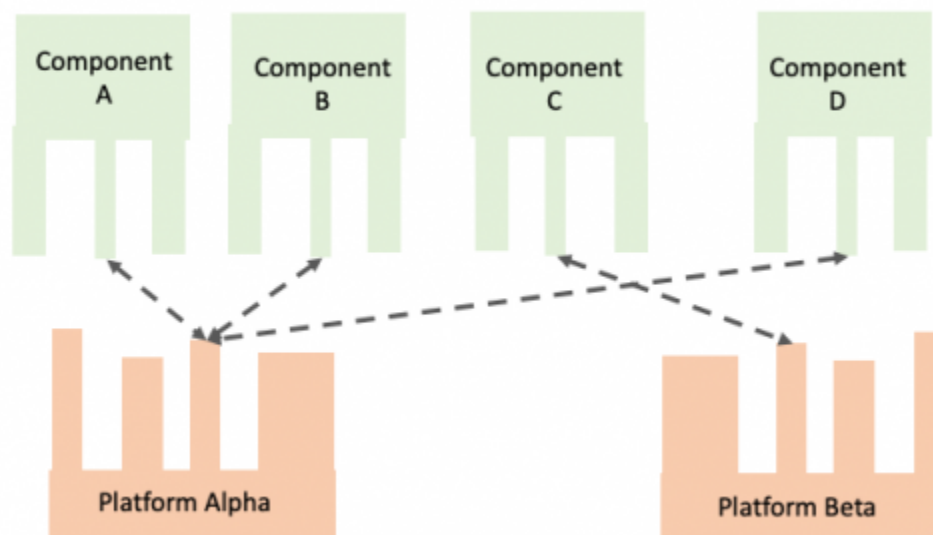 Component
A
Component
B
Component
C
Component
D
Platform Alpha
Platform Beta